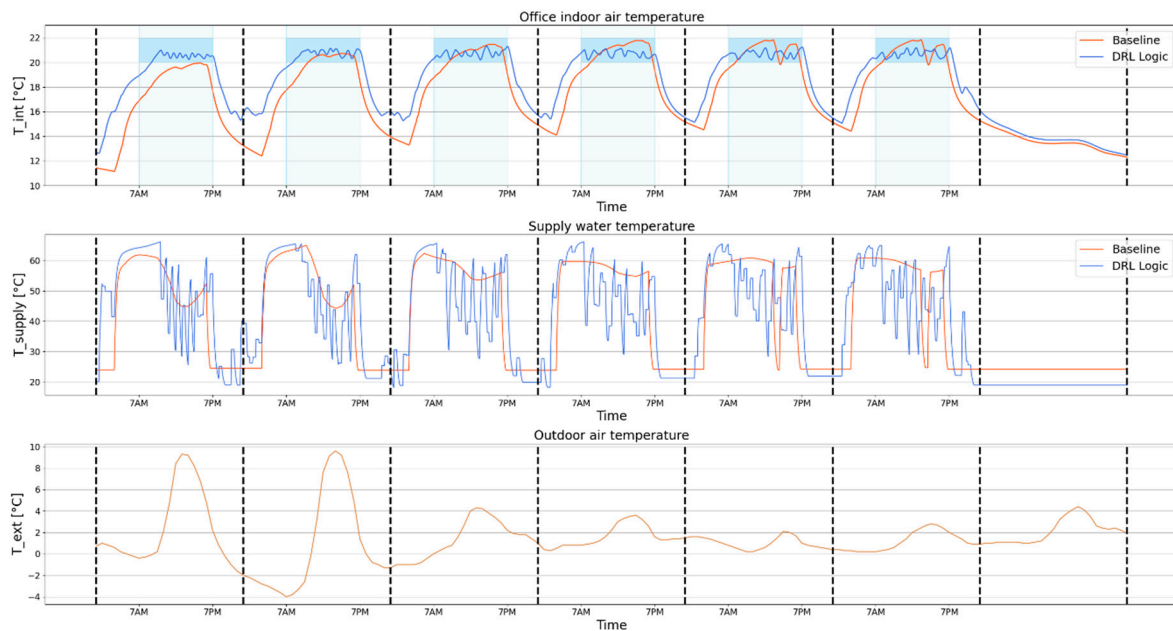 Office indoor air temperature
T_int [°C]
22
20
18
16
14
12
10
Baseline
DRL Logic
7AM 7PM 7AM 7PM 7AM 7PM 7AM 7PM 7AM 7PM 7AM 7PM
Time
Supply water temperature
T_supply [°C]
60
50
40
30
20
Baseline
DRL Logic
7AM 7PM 7AM 7PM 7AM 7PM 7AM 7PM 7AM 7PM 7AM 7PM
Time
Outdoor air temperature
T_ext [°C]
10
8
6
4
2
0
−2
−4
7AM 7PM 7AM 7PM 7AM 7PM 7AM 7PM 7AM 7PM 7AM 7PM
Time